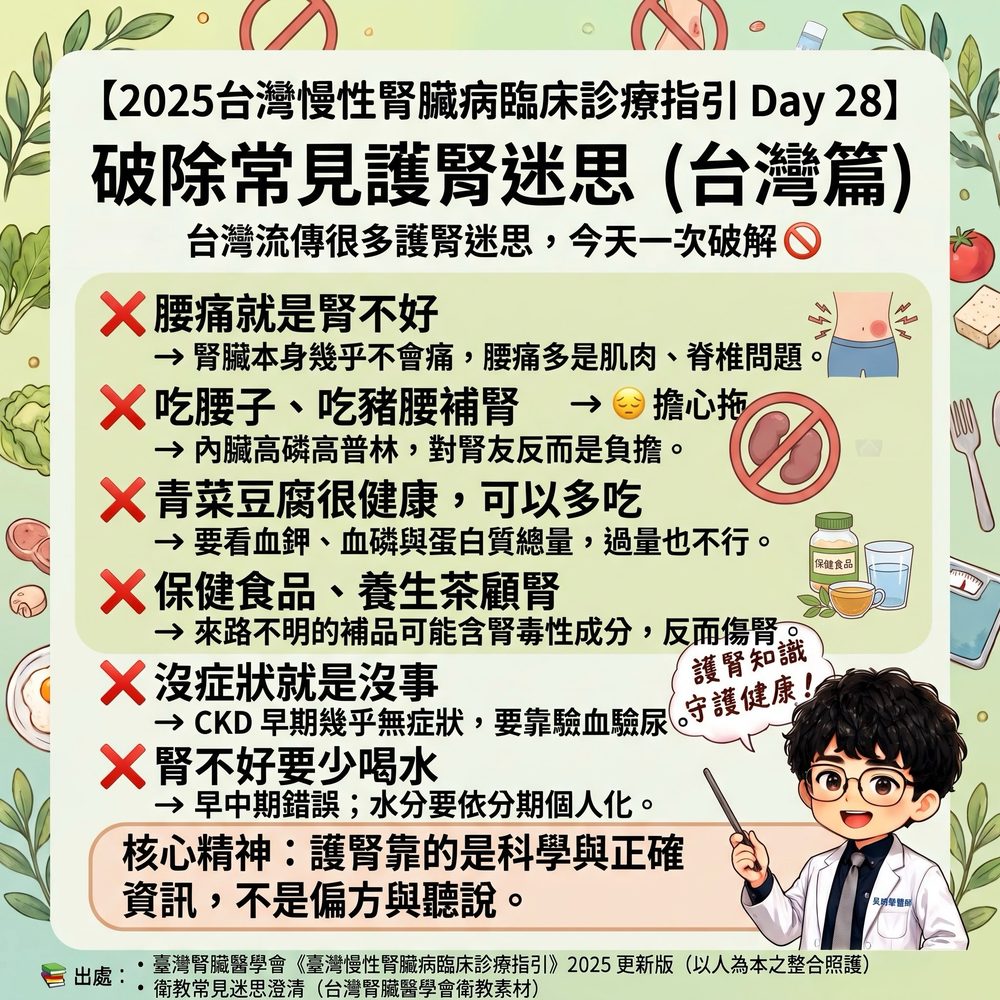 【2025台灣慢性腎臟病臨床診療指引 Day 28】
破除常見護腎迷思 (台灣篇)
台灣流傳很多護腎迷思，今天一次破解
腰痛就是腎不好
→ 腎臟本身幾乎不會痛，腰痛多是肌肉、脊椎問題。
吃腰子、吃豬腰補腎 → 😔 擔心拖
→ 內臟高磷高普林，對腎友反而是負擔。
青菜豆腐很健康，可以多吃
→ 要看血鉀、血磷與蛋白質總量，過量也不行。
保健食品
保健食品、養生茶顧腎
→ 來路不明的補品可能含腎毒性成分，反而傷腎。
沒症狀就是沒事
→ CKD 早期幾乎無症狀，要靠驗血驗尿。
護腎知識
守護健康！
腎不好要少喝水
→ 早中期錯誤；水分要依分期個人化。
核心精神：護腎靠的是科學與正確
資訊，不是偏方與聽說。
出處：• 臺灣腎臟醫學會《臺灣慢性腎臟病臨床診療指引》2025 更新版（以人為本之整合照護）
• 衛教常見迷思澄清（台灣腎臟醫學會衛教素材）